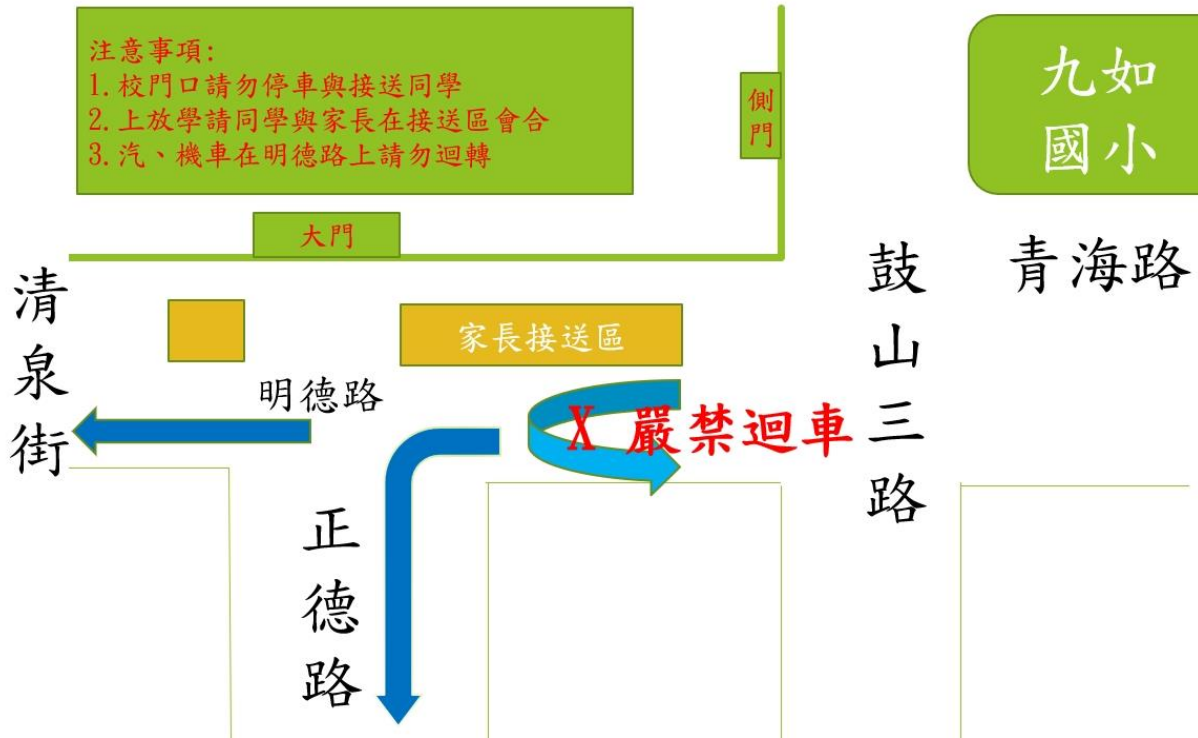 注意事項:
1.校門口請勿停車與接送同學
2.上放學請同學與家長在接送區會合
3.汽、機車在明德路上請勿迴轉
側門
九如
國小
大門
清泉街
鼓山三路
青海路
家長接送區
明德路
X 嚴禁迴車
正德路